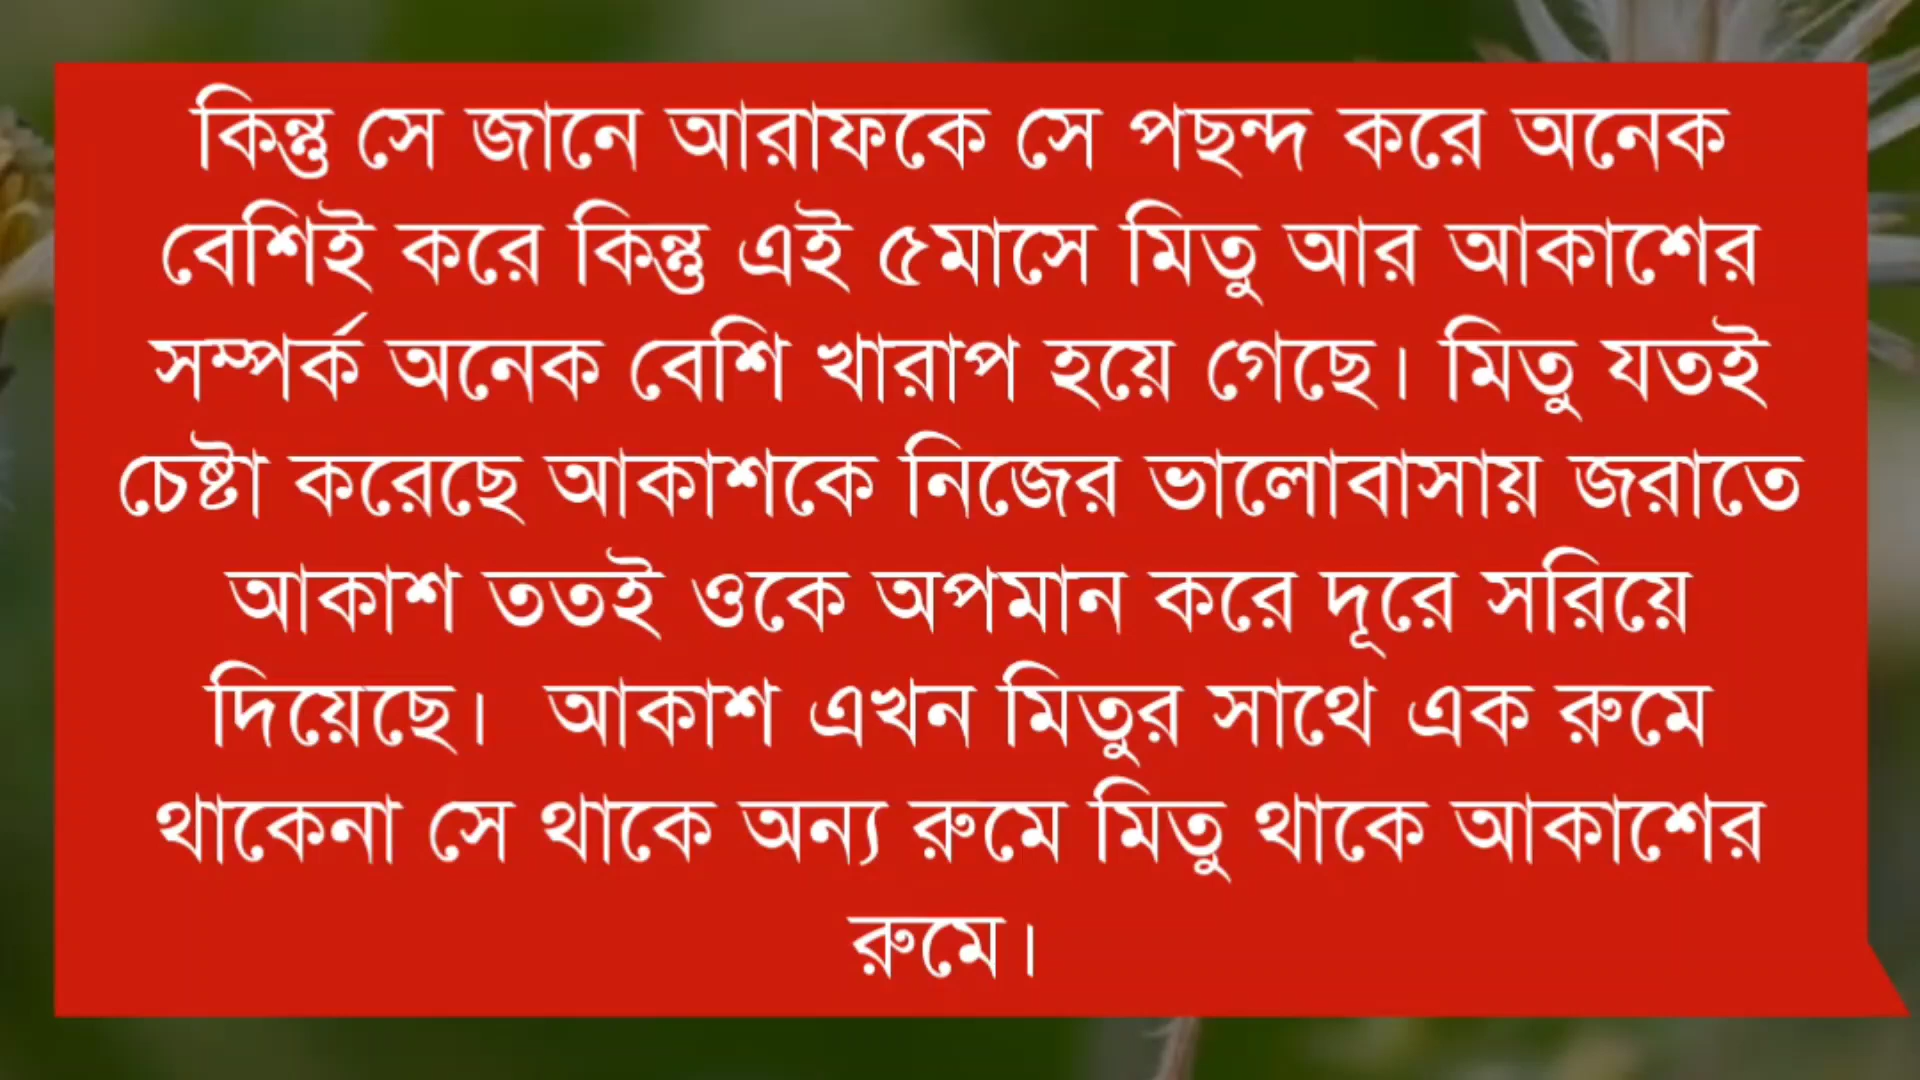 কিন্তু সে জানে আরাফকে সে পছন্দ করে অনেক
বেশিই করে কিন্তু এই ৫মাসে মিতু আর আকাশের
সম্পর্ক অনেক বেশি খারাপ হয়ে গেছে। মিতু যতই
চেষ্টা করেছে আকাশকে নিজের ভালোবাসায় জরাতে
আকাশ ততই ওকে অপমান করে দূরে সরিয়ে
দিয়েছে।  আকাশ এখন মিতুর সাথে এক রুমে
থাকেনা সে থাকে অন্য রুমে মিতু থাকে আকাশের
রুমে।